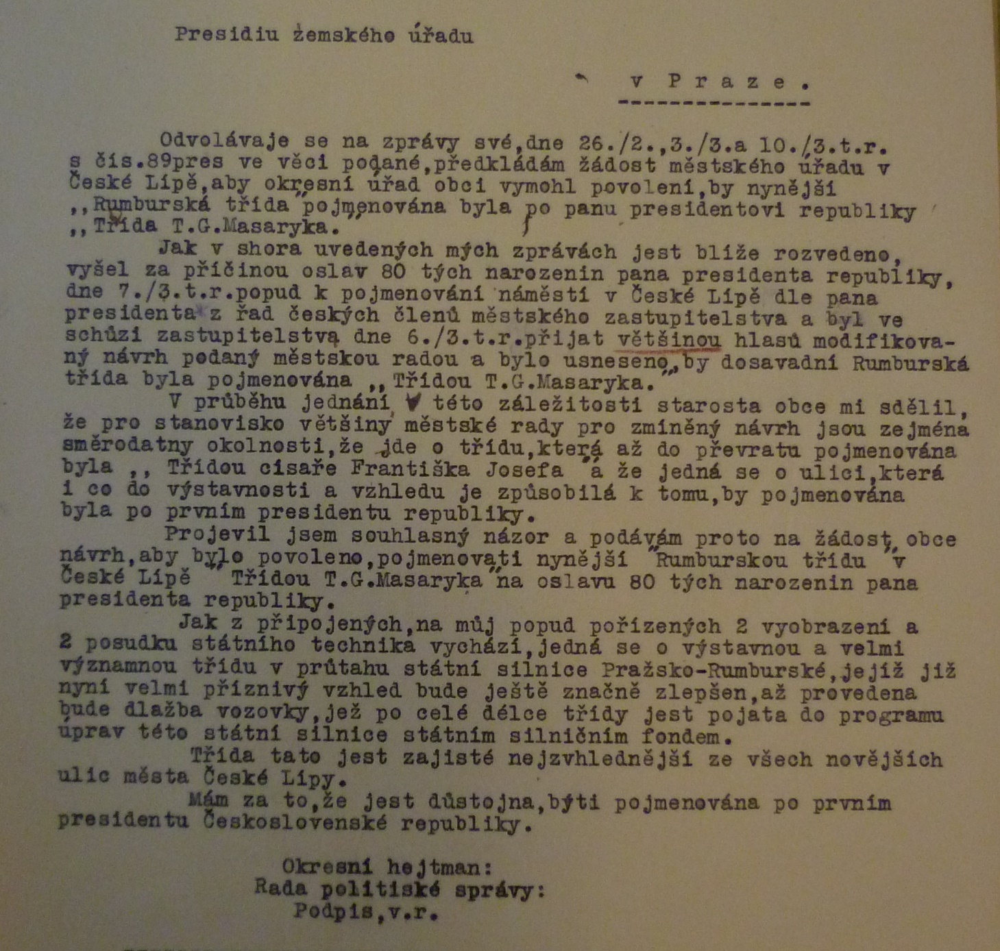 Presidiu zemského úřadu
v P r a z e .
Odvolávaje se na zprávy své,dne 26./2.,3./3.a 10./3.t.r.
s čís.89pres ve věci podané,předkládám žádost městského úřadu v
České Lípě,aby okresní úřad obci vymohl povolení,by nynější
,,Rumburská třída"pojmenována byla po panu presidentovi republiky
,,Třída T.G.Masaryka."
Jak v shora uvedených mých zprávách jest blíže rozvedeno,
vyšel za příčinou oslav 80 tých narozenin pana presidenta republiky,
dne 7./3.t.r.popud k pojmenování náměstí v České Lípě dle pana
presidenta z řad českých členů městského zastupitelstva a byl ve
schůzi zastupitelstva dne 6./3.t.r.přijat většinou hlasů modifikova-
ný návrh podaný městskou radou a bylo usneseno,by dosavadní Rumburská
třída byla pojmenována ,,Třídou T.G.Masaryka."
V průběhu jednání v této záležitosti starosta obce mi sdělil,
že pro stanovisko většiny městské rady pro zmíněný návrh jsou zejména
směrodatny okolnosti,že jde o třídu,která až do převratu pojmenována
byla ,, Třídou císaře Františka Josefa "a že jedná se o ulici,která
i co do výstavnosti a vzhledu je způsobilá k tomu,by pojmenována
byla po prvním presidentu republiky.
Projevil jsem souhlasný názor a podávám proto na žádost obce
návrh,aby bylo povoleno,pojmenovati nynější "Rumburskou třídu "v
České Lípě " Třídou T.G.Masaryka"na oslavu 80 tých narozenin pana
presidenta republiky.
Jak z připojených,na můj popud pořízených 2 vyobrazení a
2 posudku státního technika vychází,jedná se o výstavnou a velmi
významnou třídu v průtahu státní silnice Pražsko-Rumburské,jejíž již
nyní velmi příznivý vzhled bude ještě značně zlepšen,až provedena
bude dlažba vozovky,jež po celé délce třídy jest pojata do programu
úprav této státní silnice státním silničním fondem.
Třída tato jest zajisté nejzvhlednější ze všech novějších
ulic města České Lípy.
Mám za to,že jest důstojna,býti pojmenována po prvním
presidentu Československé republiky.
Okresní hejtman:
Rada politiské správy:
Podpis,v.r.